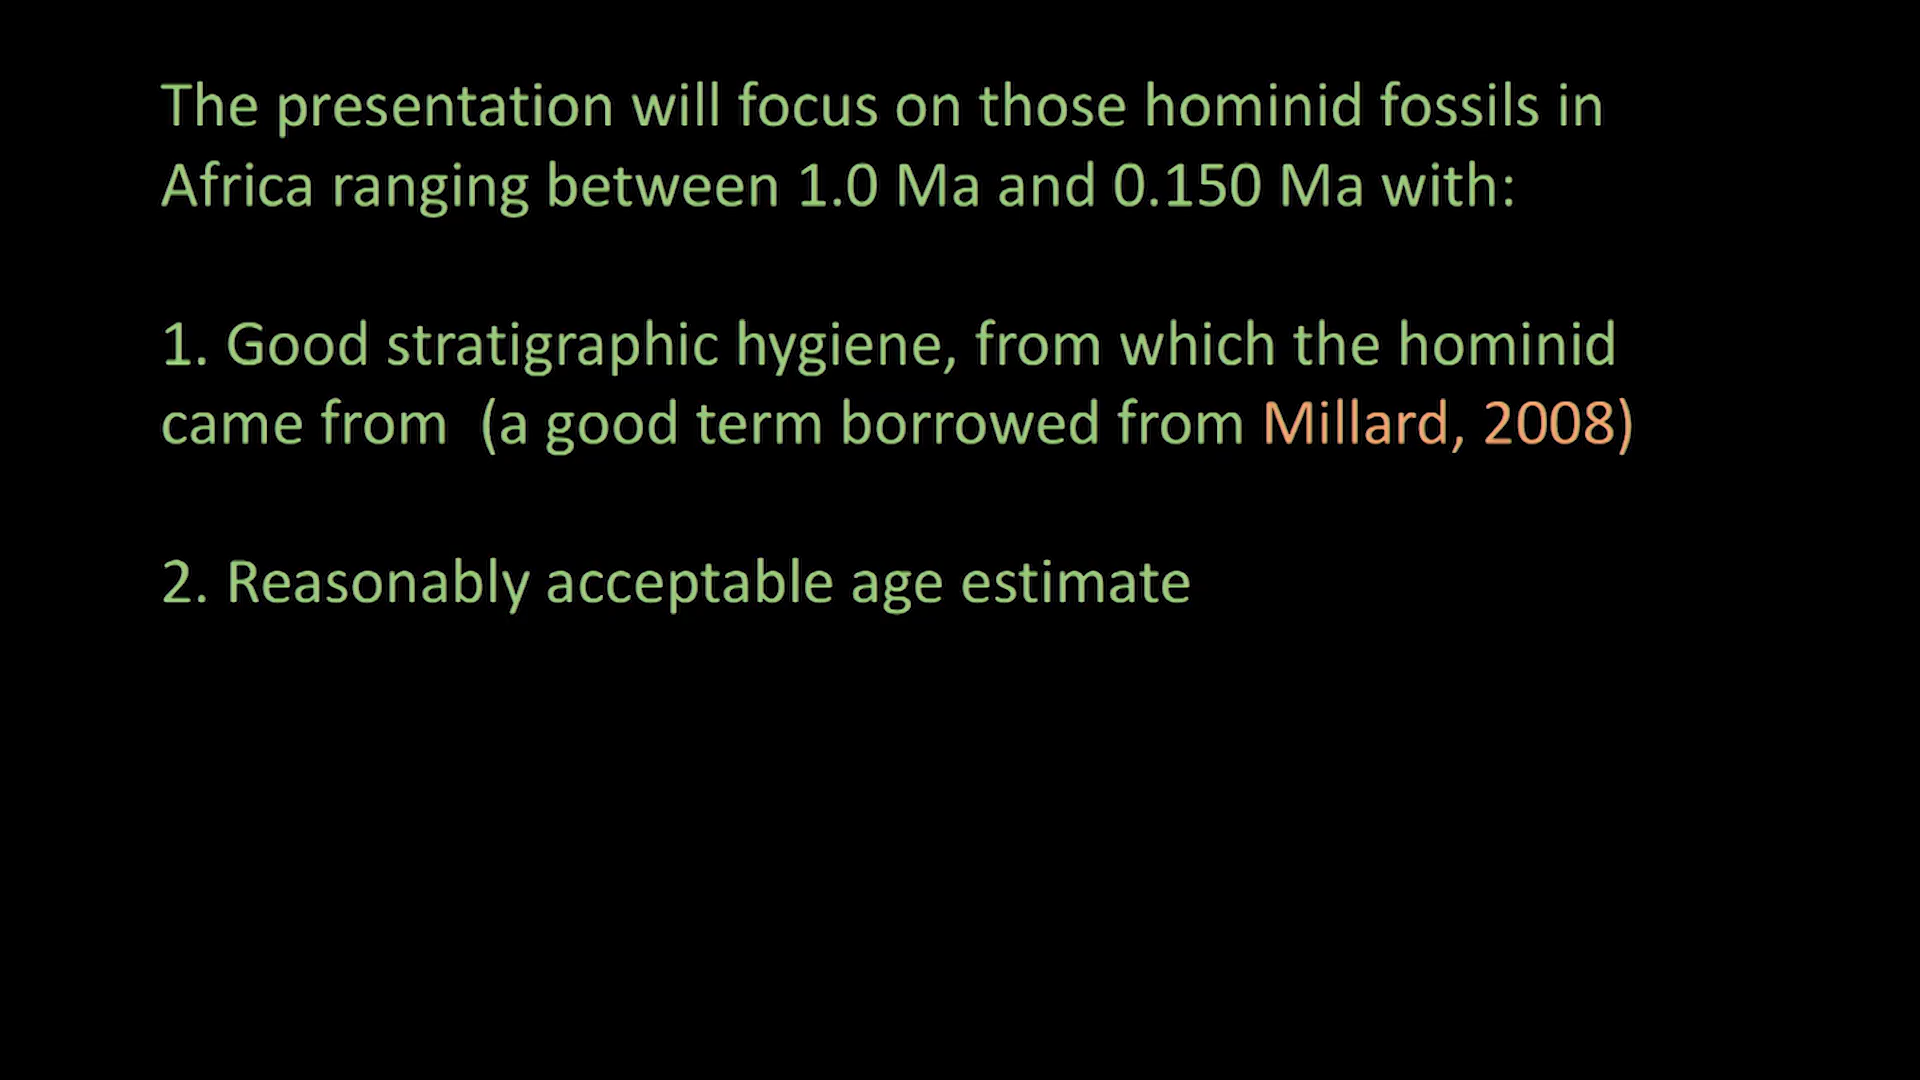 The presentation will focus on those hominid fossils in
Africa ranging between 1.0 Ma and 0.150 Ma with:
1. Good stratigraphic hygiene, from which the hominid
came from  (a good term borrowed from Millard, 2008)
2. Reasonably acceptable age estimate